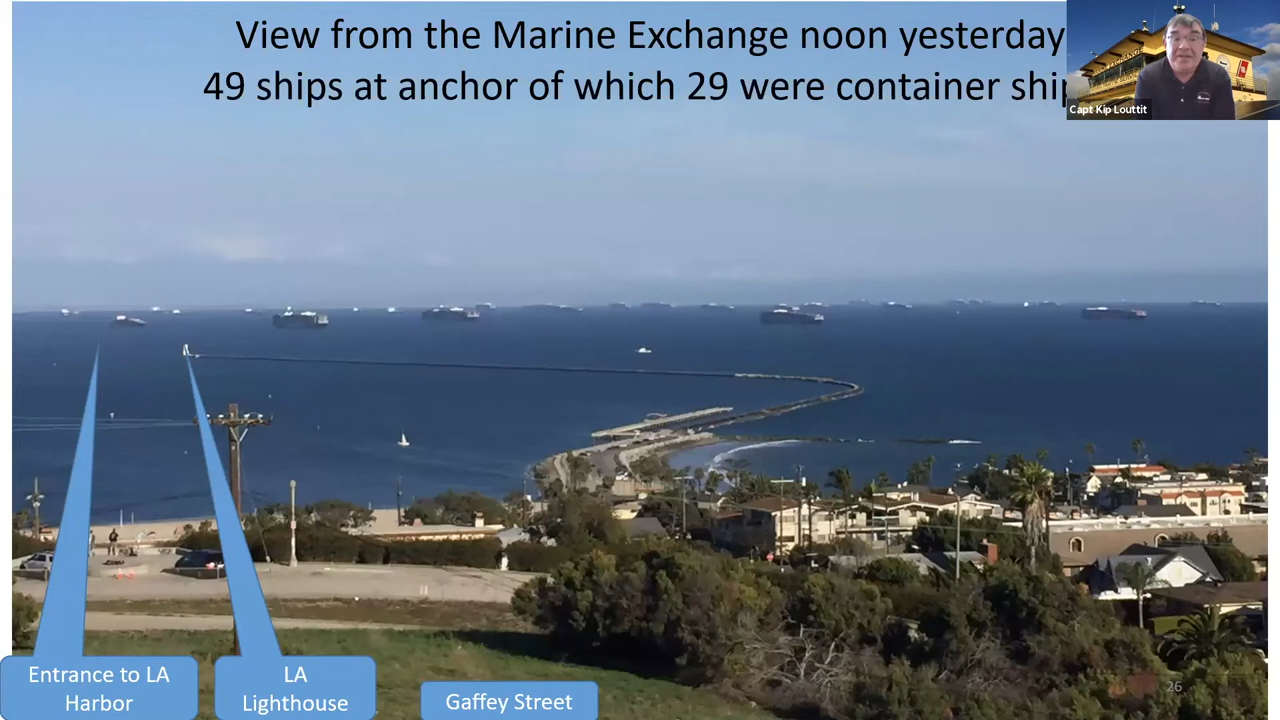 View from the Marine Exchange noon yesterday
49 ships at anchor of which 29 were container ship
Capt Kip Louttit
Entrance to LA
Harbor
LA
Lighthouse
Gaffey Street
26